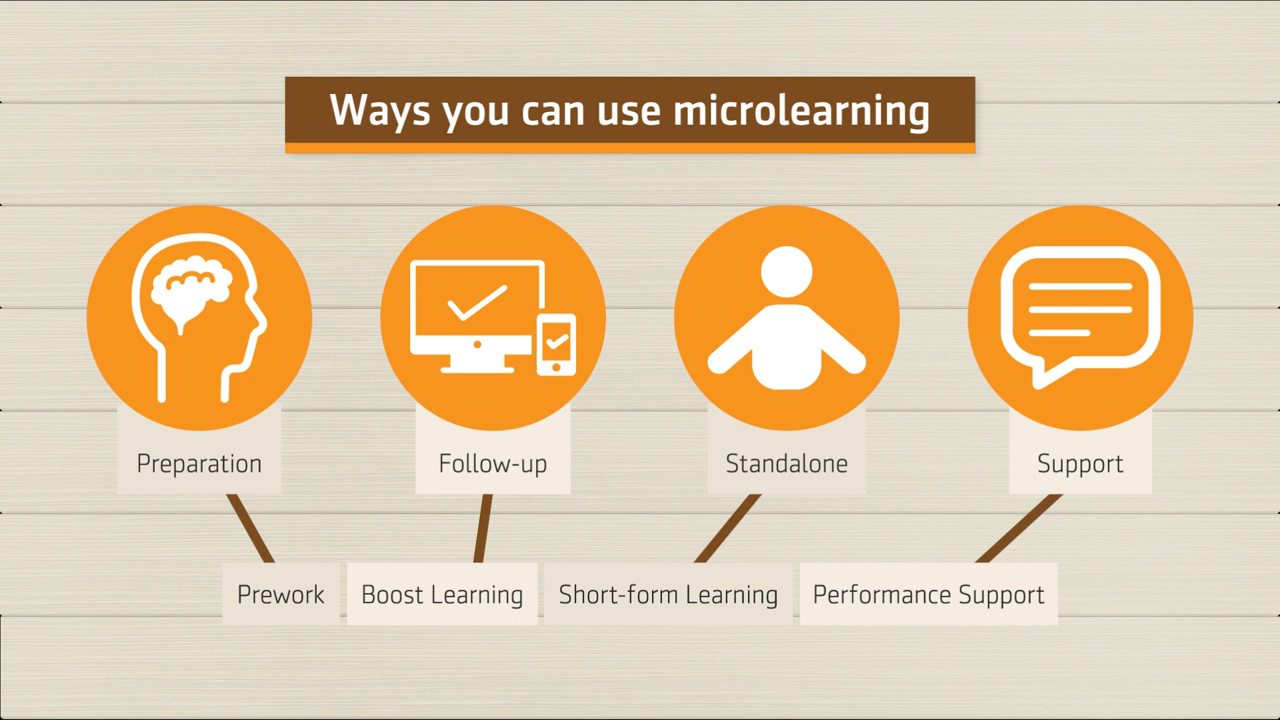 Ways you can use microlearning
Preparation
Follow-up
Standalone
Support
Prework
Boost Learning
Short-form Learning
Performance Support